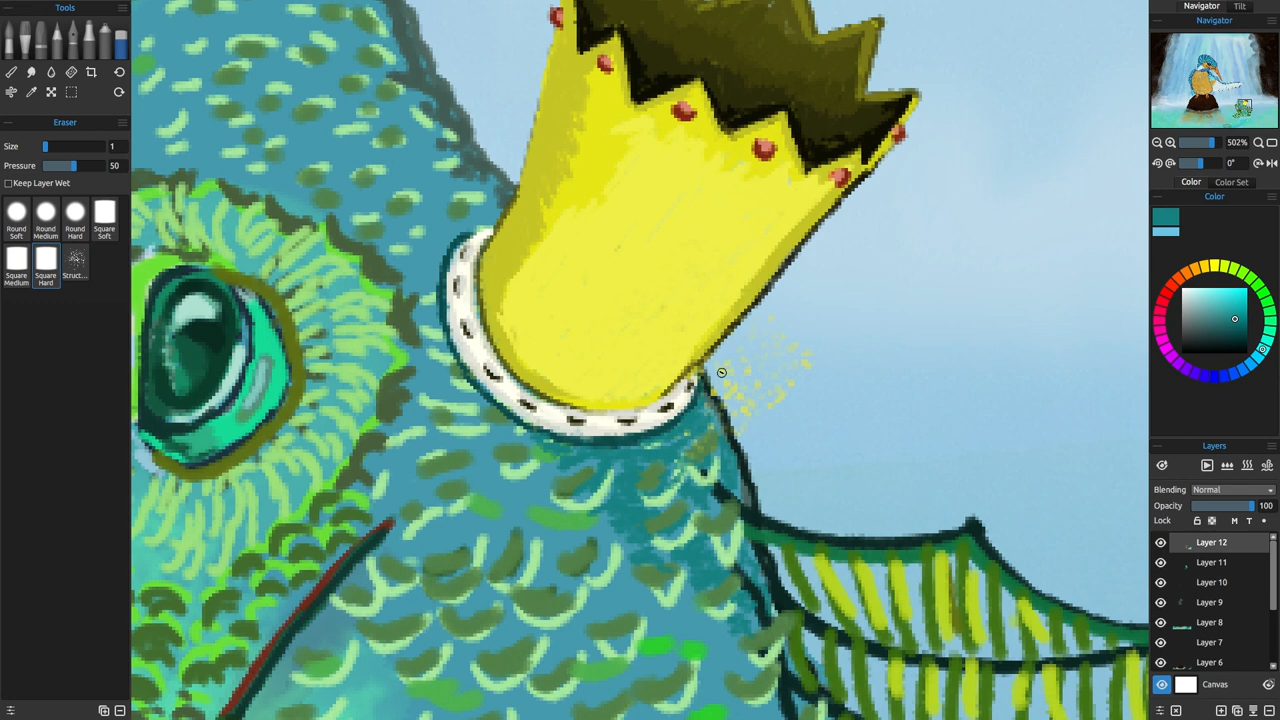 Tools
Eraser
Size 1
Pressure 50
Keep Layer Wet
Round Soft
Round Medium
Round Hard
Square Soft
Square Medium
Square Hard
Struct...
Navigator Tilt
Navigator
502%
0°
Color Color Set
Color
Layers
Blending Normal
Opacity 100
Lock M T
Layer 12
Layer 11
Layer 10
Layer 9
Layer 8
Layer 7
Layer 6
Canvas